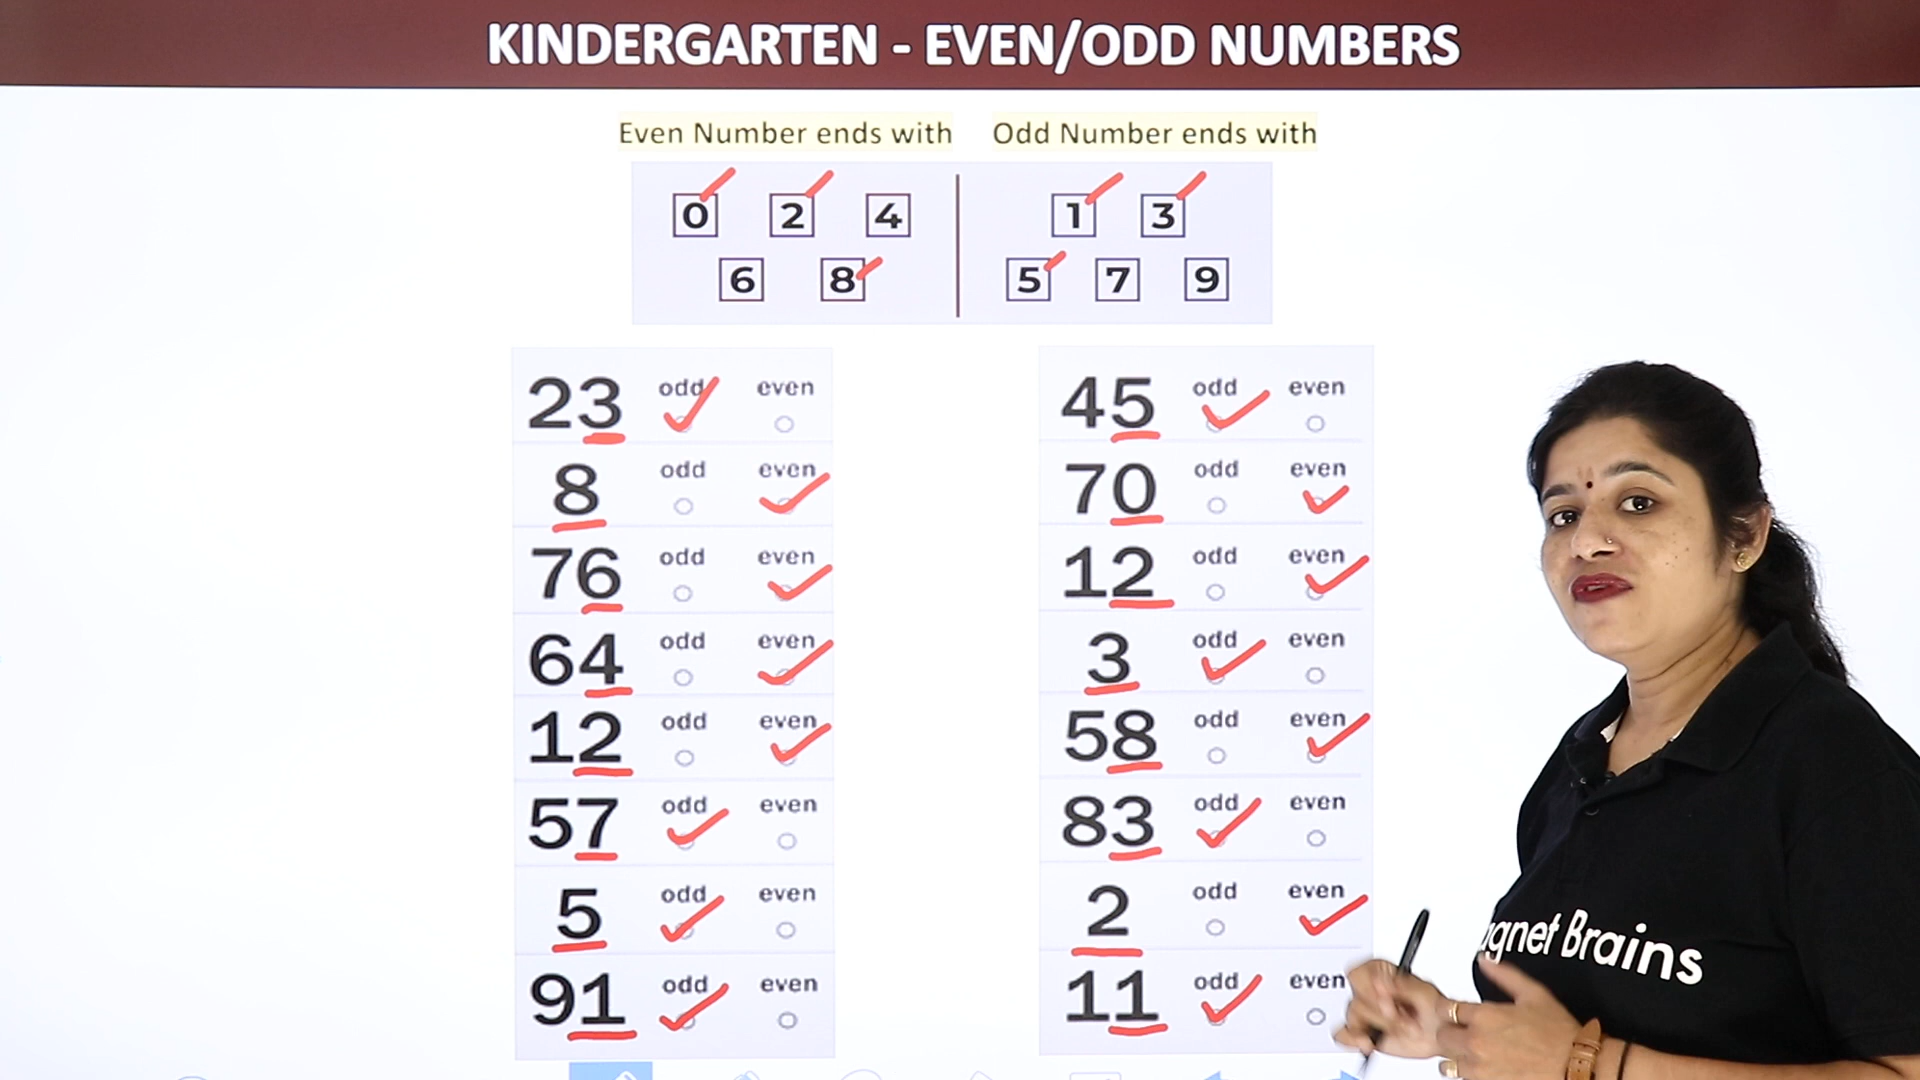 KINDERGARTEN - EVEN/ODD NUMBERS
Even Number ends with
0 2 4
6 8
Odd Number ends with
1 3
5 7 9
23 odd even
8 odd even
76 odd even
64 odd even
12 odd even
57 odd even
5 odd even
91 odd even
45 odd even
70 odd even
12 odd even
3 odd even
58 odd even
83 odd even
2 odd even
11 odd even
Brains